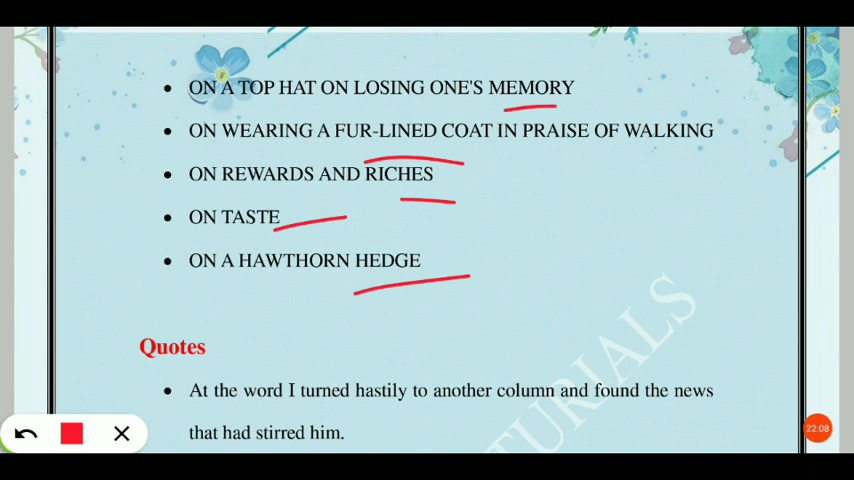 ON A TOP HAT ON LOSING ONE'S MEMORY
ON WEARING A FUR-LINED COAT IN PRAISE OF WALKING
ON REWARDS AND RICHES
ON TASTE
ON A HAWTHORN HEDGE
Quotes
At the word I turned hastily to another column and found the news
that had stirred him.
TURIALS
22:08